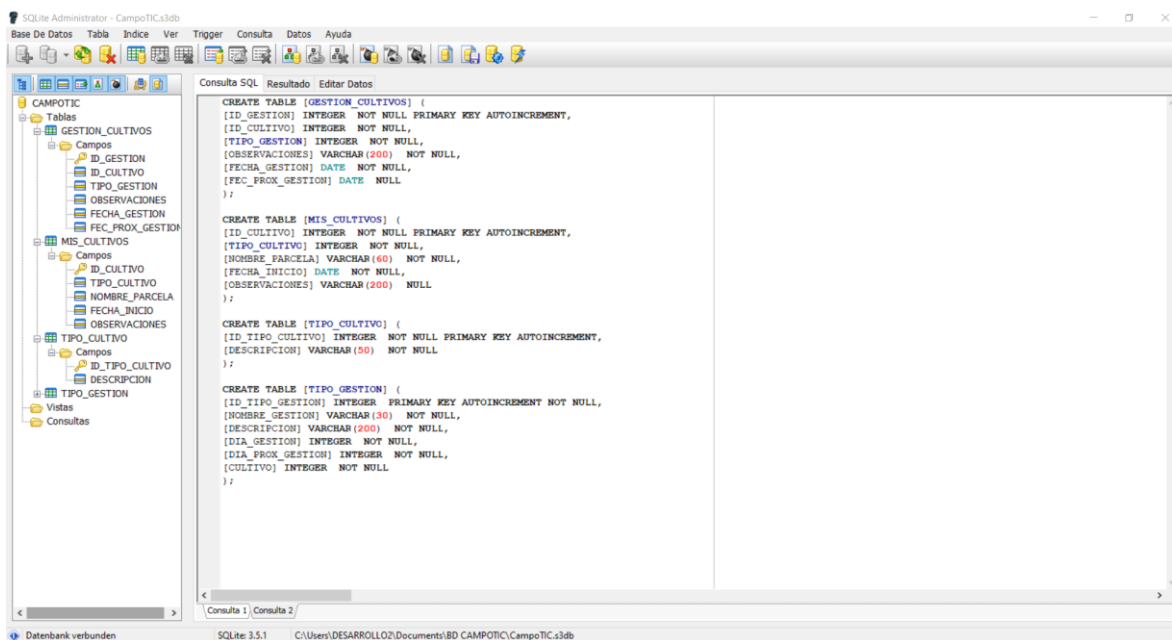 SQLite Administrator - CampoTIC.s3db
Base De Datos Tabla Indice Ver Trigger Consulta Datos Ayuda
CAMPOTIC
Tablas
GESTION_CULTIVOS
Campos
ID_GESTION
ID_CULTIVO
TIPO_GESTION
OBSERVACIONES
FECHA_GESTION
FEC_PROX_GESTION
MIS_CULTIVOS
Campos
ID_CULTIVO
TIPO_CULTIVO
NOMBRE_PARCELA
FECHA_INICIO
OBSERVACIONES
TIPO_CULTIVO
Campos
ID_TIPO_CULTIVO
DESCRIPCION
TIPO_GESTION
Vistas
Consultas
Consulta SQL Resultado Editar Datos
CREATE TABLE [GESTION_CULTIVOS] (
[ID_GESTION] INTEGER NOT NULL PRIMARY KEY AUTOINCREMENT,
[ID_CULTIVO] INTEGER NOT NULL,
[TIPO_GESTION] INTEGER NOT NULL,
[OBSERVACIONES] VARCHAR(200) NOT NULL,
[FECHA_GESTION] DATE NOT NULL,
[FEC_PROX_GESTION] DATE NULL
);
CREATE TABLE [MIS_CULTIVOS] (
[ID_CULTIVO] INTEGER NOT NULL PRIMARY KEY AUTOINCREMENT,
[TIPO_CULTIVO] INTEGER NOT NULL,
[NOMBRE_PARCELA] VARCHAR(60) NOT NULL,
[FECHA_INICIO] DATE NOT NULL,
[OBSERVACIONES] VARCHAR(200) NULL
);
CREATE TABLE [TIPO_CULTIVO] (
[ID_TIPO_CULTIVO] INTEGER NOT NULL PRIMARY KEY AUTOINCREMENT,
[DESCRIPCION] VARCHAR(50) NOT NULL
);
CREATE TABLE [TIPO_GESTION] (
[ID_TIPO_GESTION] INTEGER PRIMARY KEY AUTOINCREMENT NOT NULL,
[NOMBRE_GESTION] VARCHAR(30) NOT NULL,
[DESCRIPCION] VARCHAR(200) NOT NULL,
[DIA_GESTION] INTEGER NOT NULL,
[DIA_PROX_GESTION] INTEGER NOT NULL,
[CULTIVO] INTEGER NOT NULL
);
Consulta 1 Consulta 2
Datenbank verbunden SQLite: 3.5.1 C:\Users\DESARROLLO2\Documents\BD CAMPOTIC\CampoTIC.s3db